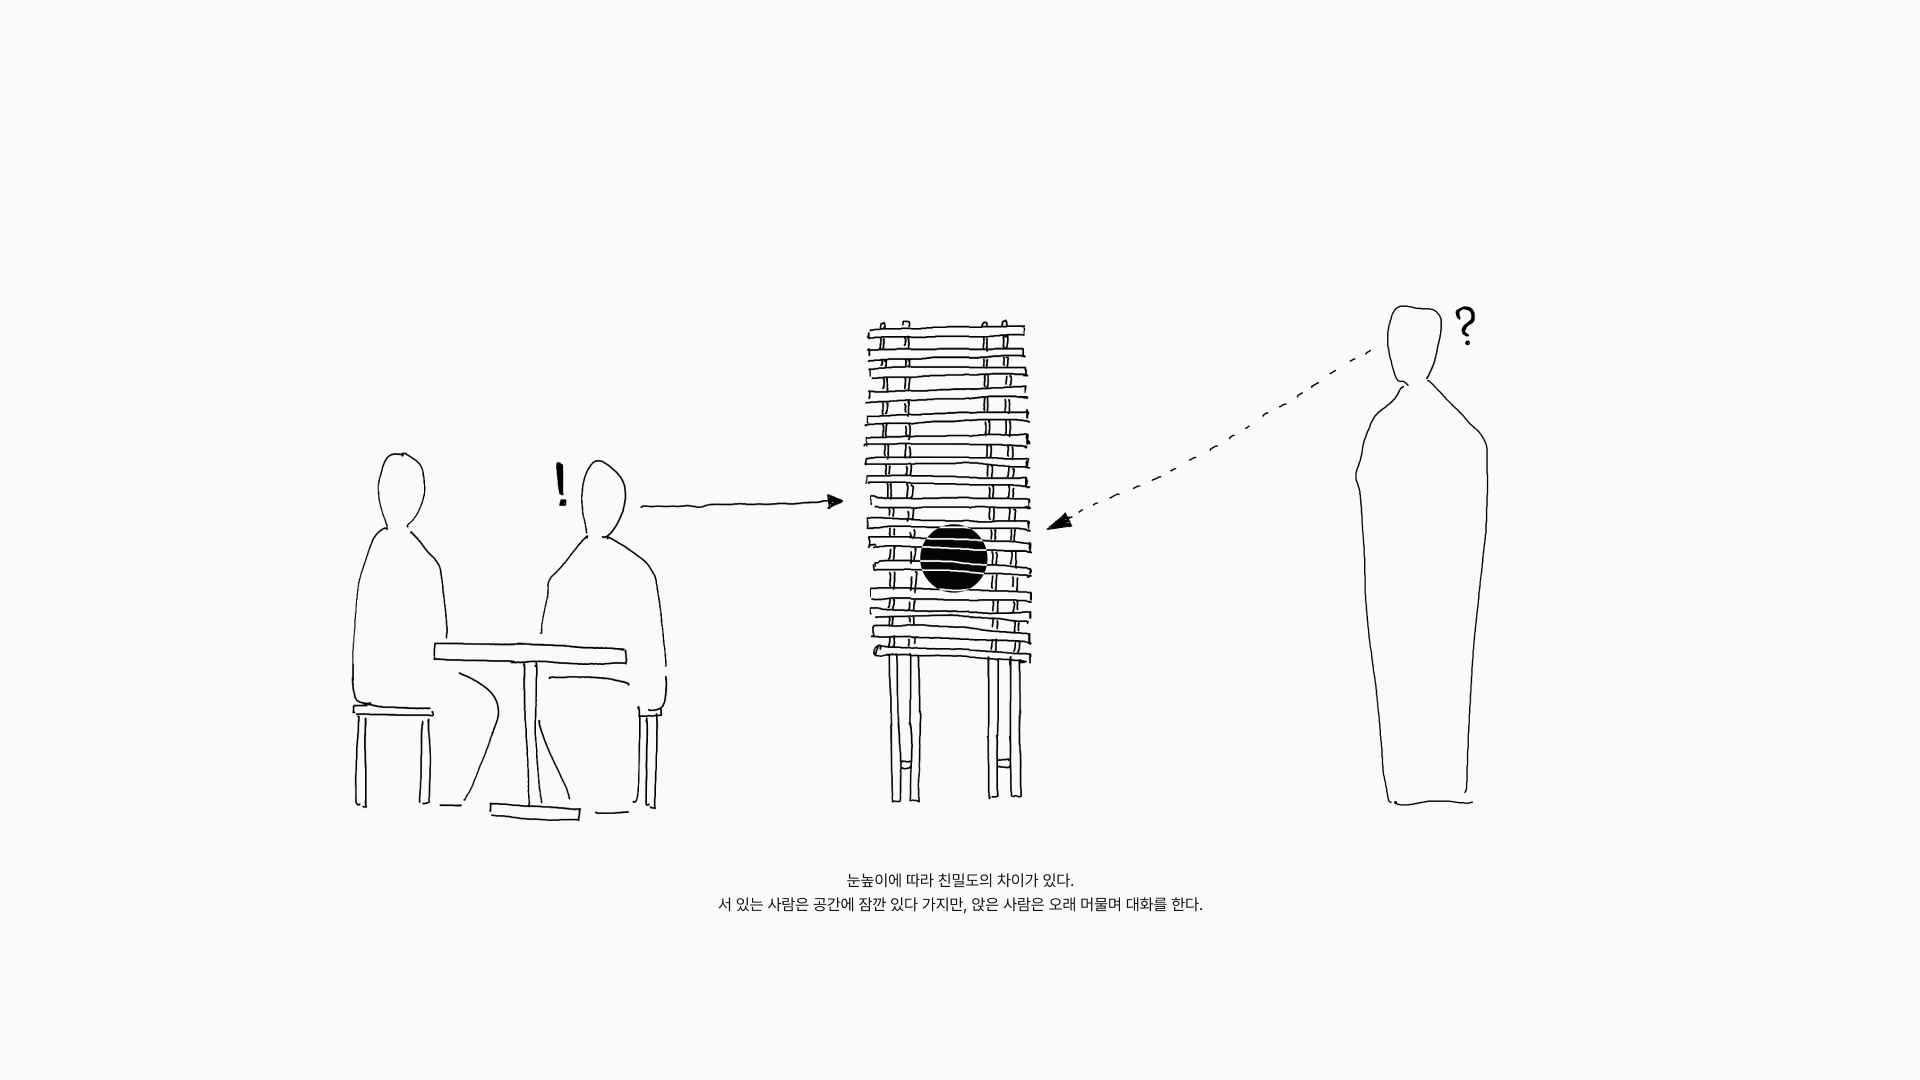 !
?
눈높이에 따라 친밀도의 차이가 있다.
서 있는 사람은 공간에 잠깐 있다 가지만, 앉은 사람은 오래 머물며 대화를 한다.